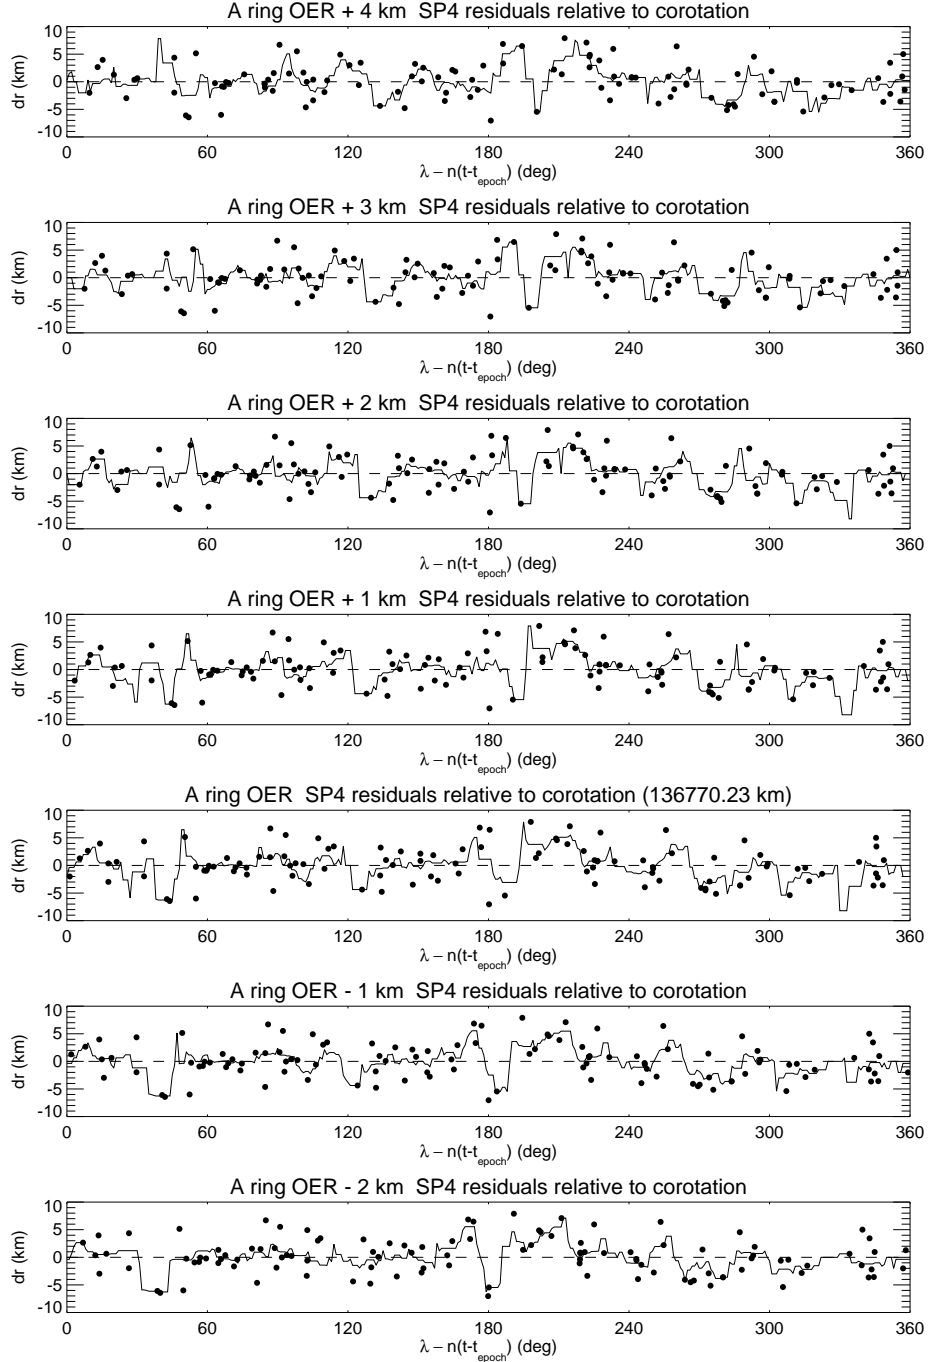 A ring OER + 4 km SP4 residuals relative to corotation
10
5
0
-5
-10
dr (km)
0 60 120 180 240 300 360
λ − n(t-t_epoch) (deg)
A ring OER + 3 km SP4 residuals relative to corotation
10
5
0
-5
-10
dr (km)
0 60 120 180 240 300 360
λ − n(t-t_epoch) (deg)
A ring OER + 2 km SP4 residuals relative to corotation
10
5
0
-5
-10
dr (km)
0 60 120 180 240 300 360
λ − n(t-t_epoch) (deg)
A ring OER + 1 km SP4 residuals relative to corotation
10
5
0
-5
-10
dr (km)
0 60 120 180 240 300 360
λ − n(t-t_epoch) (deg)
A ring OER SP4 residuals relative to corotation (136770.23 km)
10
5
0
-5
-10
dr (km)
0 60 120 180 240 300 360
λ − n(t-t_epoch) (deg)
A ring OER - 1 km SP4 residuals relative to corotation
10
5
0
-5
-10
dr (km)
0 60 120 180 240 300 360
λ − n(t-t_epoch) (deg)
A ring OER - 2 km SP4 residuals relative to corotation
10
5
0
-5
-10
dr (km)
0 60 120 180 240 300 360
λ − n(t-t_epoch) (deg)